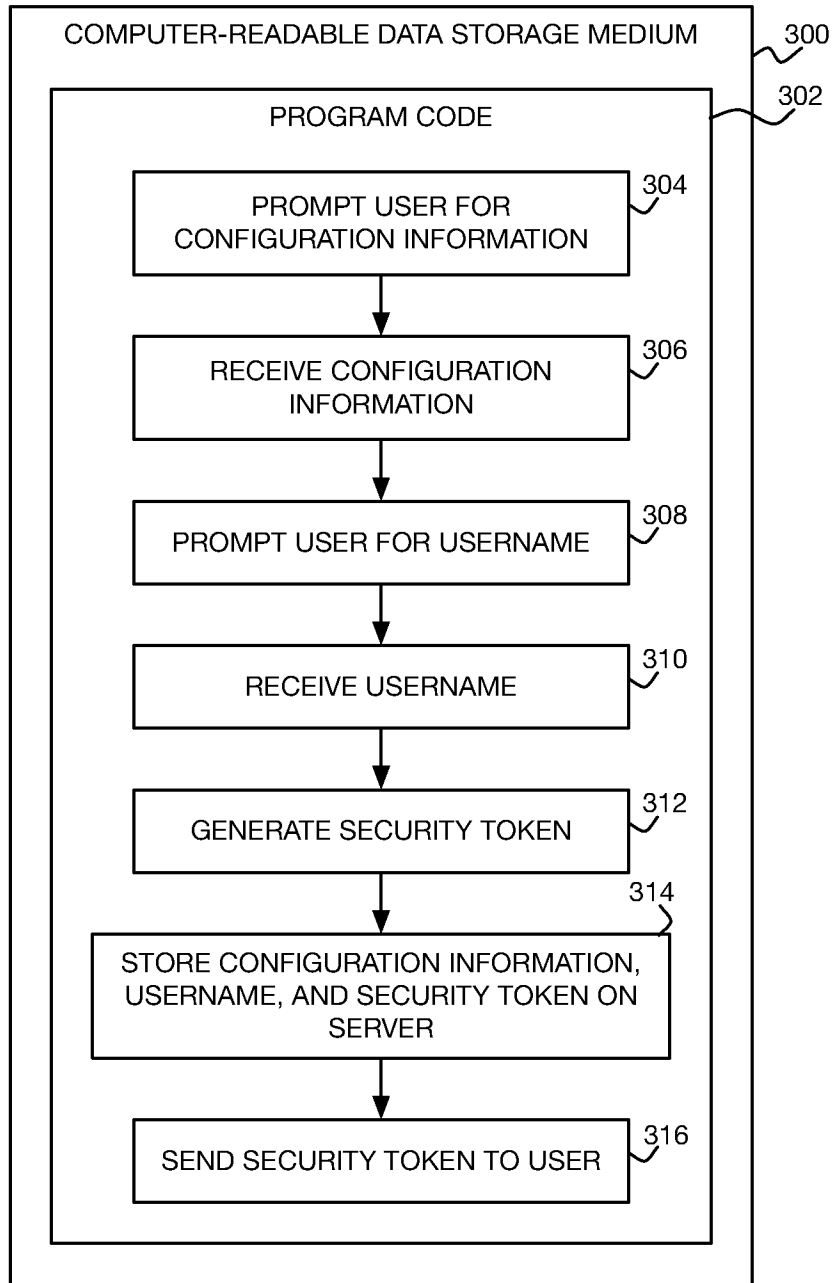 COMPUTER-READABLE DATA STORAGE MEDIUM
300
PROGRAM CODE
302
304
PROMPT USER FOR
CONFIGURATION INFORMATION
306
RECEIVE CONFIGURATION
INFORMATION
308
PROMPT USER FOR USERNAME
310
RECEIVE USERNAME
312
GENERATE SECURITY TOKEN
314
STORE CONFIGURATION INFORMATION,
USERNAME, AND SECURITY TOKEN ON
SERVER
316
SEND SECURITY TOKEN TO USER